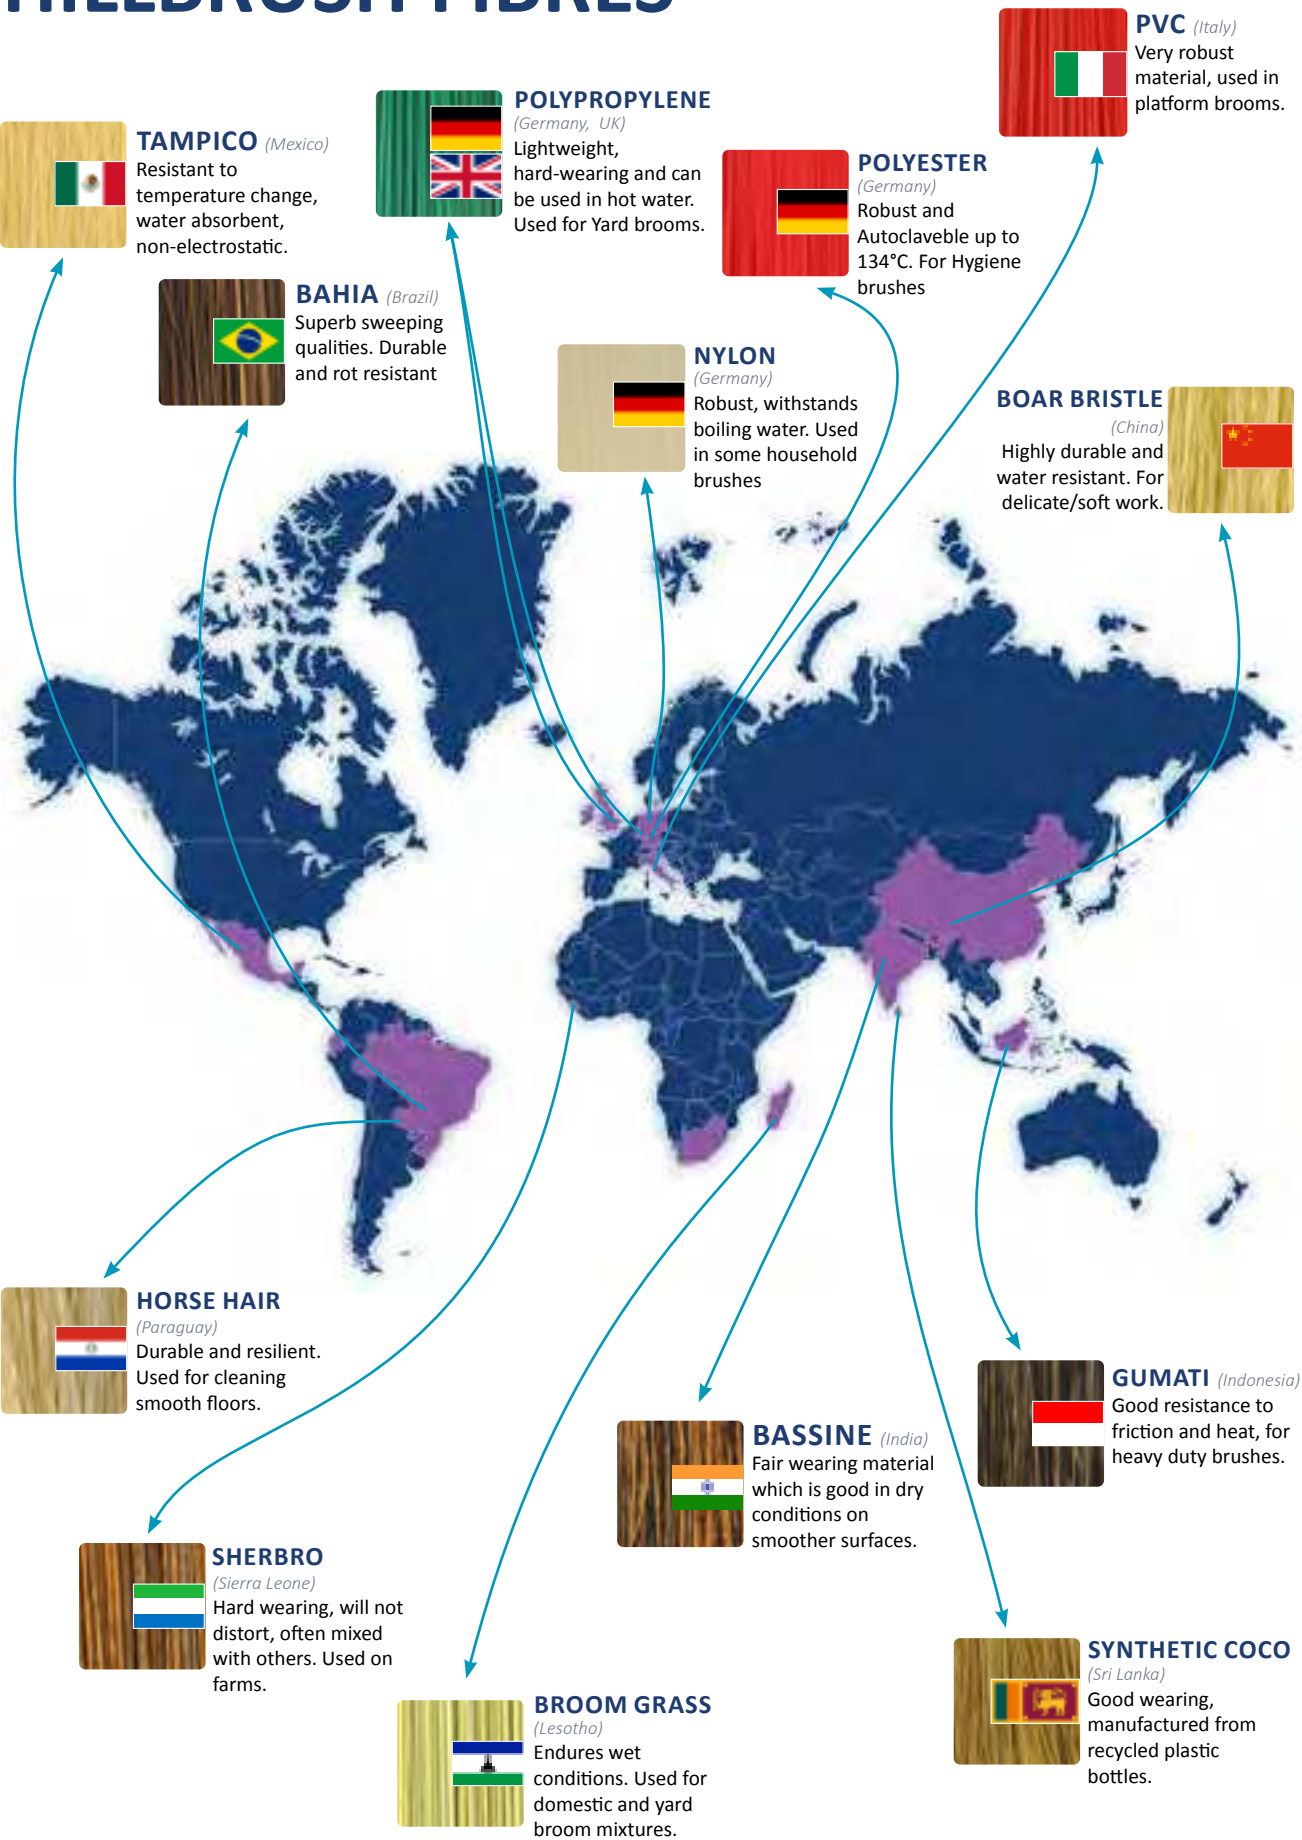 HILLBRUSH FIBRES
PVC (Italy)
Very robust
material, used in
platform brooms.
POLYPROPYLENE
(Germany, UK)
Lightweight,
hard-wearing and can
be used in hot water.
Used for Yard brooms.
TAMPICO (Mexico)
Resistant to
temperature change,
water absorbent,
non-electrostatic.
POLYESTER
(Germany)
Robust and
Autoclaveble up to
134°C. For Hygiene
brushes
BAHIA (Brazil)
Superb sweeping
qualities. Durable
and rot resistant
NYLON
(Germany)
Robust, withstands
boiling water. Used
in some household
brushes
BOAR BRISTLE
(China)
Highly durable and
water resistant. For
delicate/soft work.
HORSE HAIR
(Paraguay)
Durable and resilient.
Used for cleaning
smooth floors.
GUMATI (Indonesia)
Good resistance to
friction and heat, for
heavy duty brushes.
BASSINE (India)
Fair wearing material
which is good in dry
conditions on
smoother surfaces.
SHERBRO
(Sierra Leone)
Hard wearing, will not
distort, often mixed
with others. Used on
farms.
SYNTHETIC COCO
(Sri Lanka)
Good wearing,
manufactured from
recycled plastic
bottles.
BROOM GRASS
(Lesotho)
Endures wet
conditions. Used for
domestic and yard
broom mixtures.